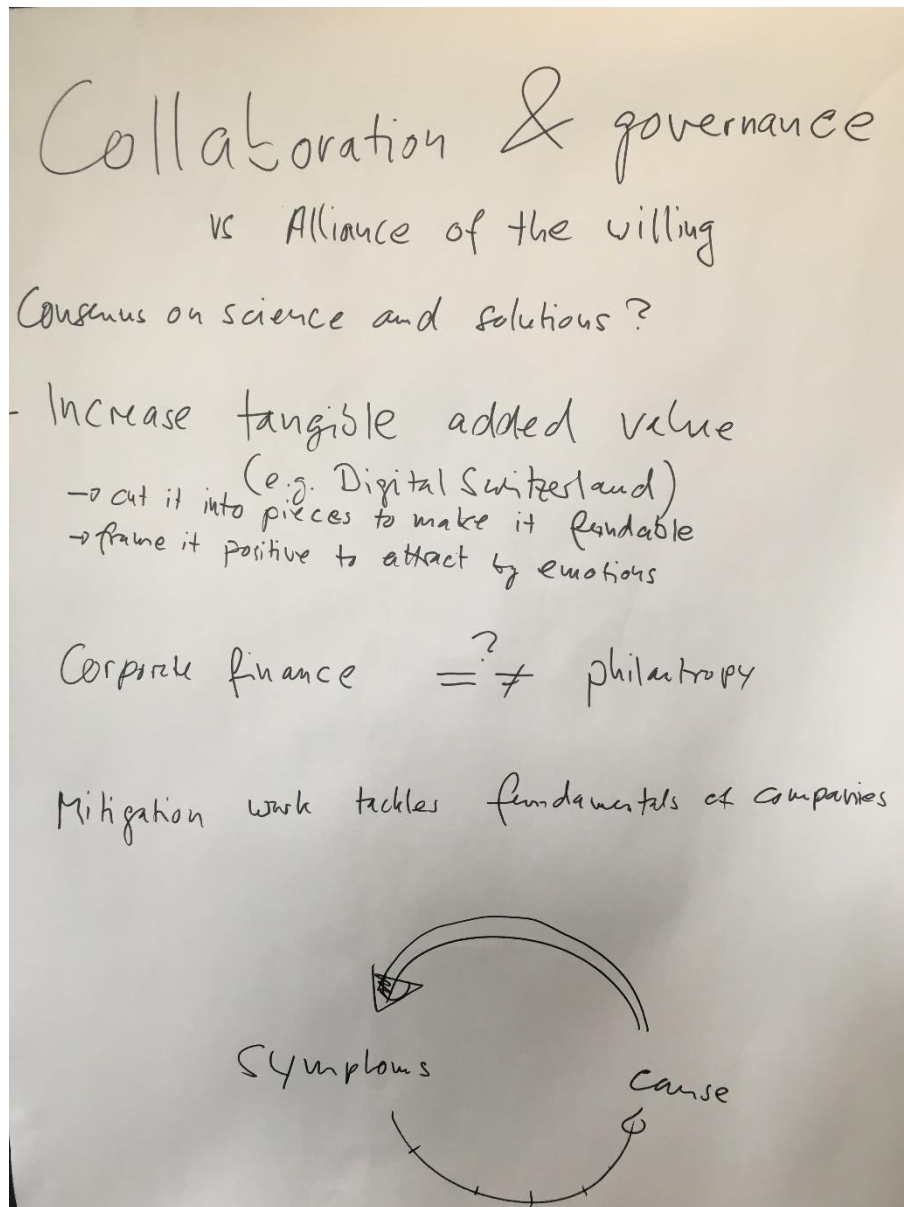 Collaboration & governance
vs Alliance of the willing
Consenus on science and solutions?
- Increase tangible added value
(e.g. Digital Switzerland)
→ cut it into pieces to make it fundable
→ frame it positive to attract by emotions
Corporate finance =?≠ philantropy
Mitigation work tackles fundamentals of companies
Symptoms
cause